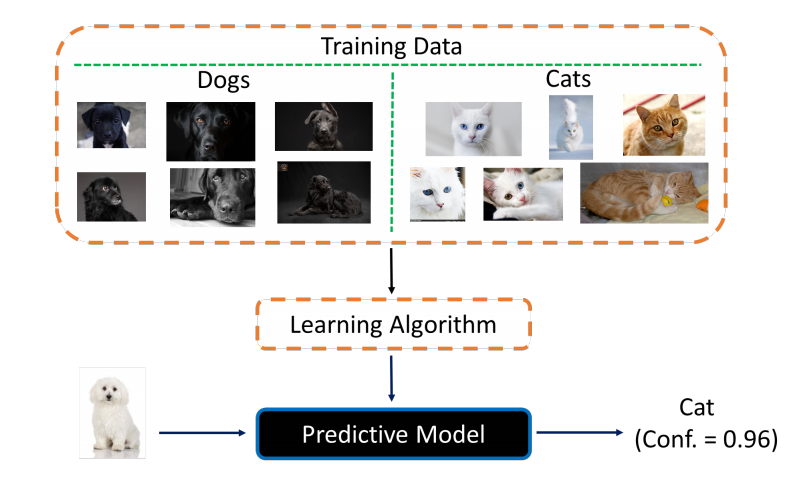 Training Data
Dogs
Cats
Learning Algorithm
Predictive Model
Cat
(Conf. = 0.96)